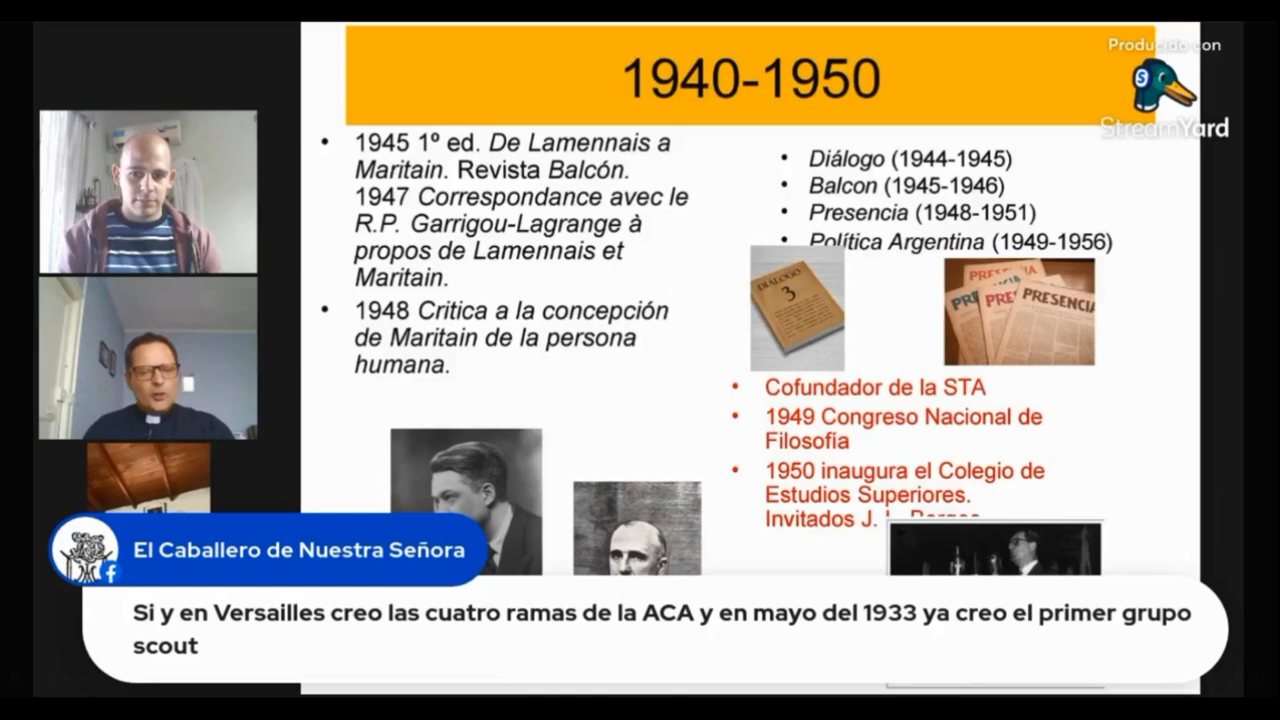 1940-1950
Producido con
StreamYard
• 1945 1º ed. De Lamennais a
Maritain. Revista Balcón.
1947 Correspondance avec le
R.P. Garrigou-Lagrange à
propos de Lamennais et
Maritain.
• 1948 Critica a la concepción
de Maritain de la persona
humana.
• Diálogo (1944-1945)
• Balcon (1945-1946)
• Presencia (1948-1951)
• Política Argentina (1949-1956)
DIALOGO
3
PRESENCIA
PRESENCIA
• Cofundador de la STA
• 1949 Congreso Nacional de
Filosofía
• 1950 inaugura el Colegio de
Estudios Superiores.
Invitados J. L. Borges
El Caballero de Nuestra Señora
Si y en Versailles creo las cuatro ramas de la ACA y en mayo del 1933 ya creo el primer grupo
scout